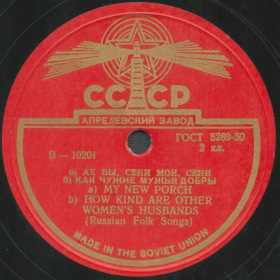 СССР
АПРЕЛЕВСКИЙ ЗАВОД
ГОСТ 5289-50
В — 10201
2 кл.
а) АХ ВЫ, СЕНИ МОИ, СЕНИ
б) КАК ЧУЖИЕ МУЖЬЯ ДОБРЫ
a) MY NEW PORCH
b) HOW KIND ARE OTHER
WOMEN'S HUSBANDS
(Russian Folk Songs)
MADE IN THE SOVIET UNION